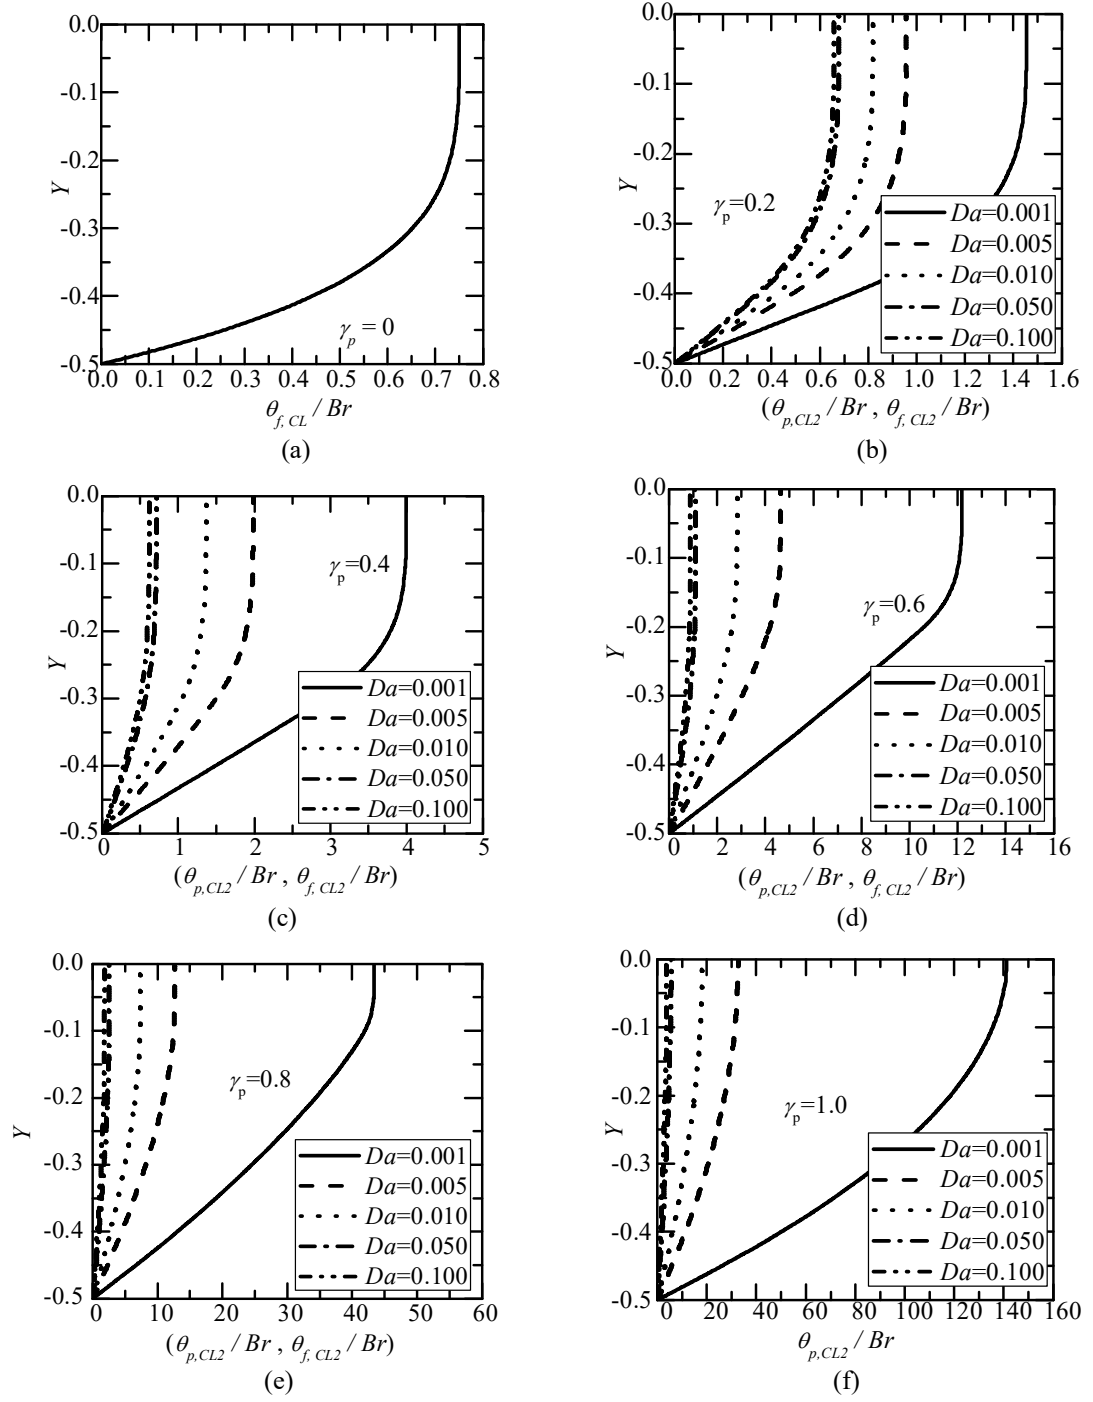 0.0
-0.1
-0.2
-0.3
-0.4
-0.5
Y
γp = 0
0.0 0.1 0.2 0.3 0.4 0.5 0.6 0.7 0.8
θf, CL / Br
(a)
0.0
-0.1
-0.2
-0.3
-0.4
-0.5
Y
γp=0.2
Da=0.001
Da=0.005
Da=0.010
Da=0.050
Da=0.100
0.0 0.2 0.4 0.6 0.8 1.0 1.2 1.4 1.6
(θp,CL2 / Br , θf, CL2 / Br)
(b)
0.0
-0.1
-0.2
-0.3
-0.4
-0.5
Y
γp=0.4
Da=0.001
Da=0.005
Da=0.010
Da=0.050
Da=0.100
0 1 2 3 4 5
(θp,CL2 / Br , θf, CL2 / Br)
(c)
0.0
-0.1
-0.2
-0.3
-0.4
-0.5
Y
γp=0.6
Da=0.001
Da=0.005
Da=0.010
Da=0.050
Da=0.100
0 2 4 6 8 10 12 14 16
(θp,CL2 / Br , θf, CL2 / Br)
(d)
0.0
-0.1
-0.2
-0.3
-0.4
-0.5
Y
γp=0.8
Da=0.001
Da=0.005
Da=0.010
Da=0.050
Da=0.100
0 10 20 30 40 50 60
(θp,CL2 / Br , θf, CL2 / Br)
(e)
0.0
-0.1
-0.2
-0.3
-0.4
-0.5
Y
γp=1.0
Da=0.001
Da=0.005
Da=0.010
Da=0.050
Da=0.100
0 20 40 60 80 100 120 140 160
θp,CL2 / Br
(f)